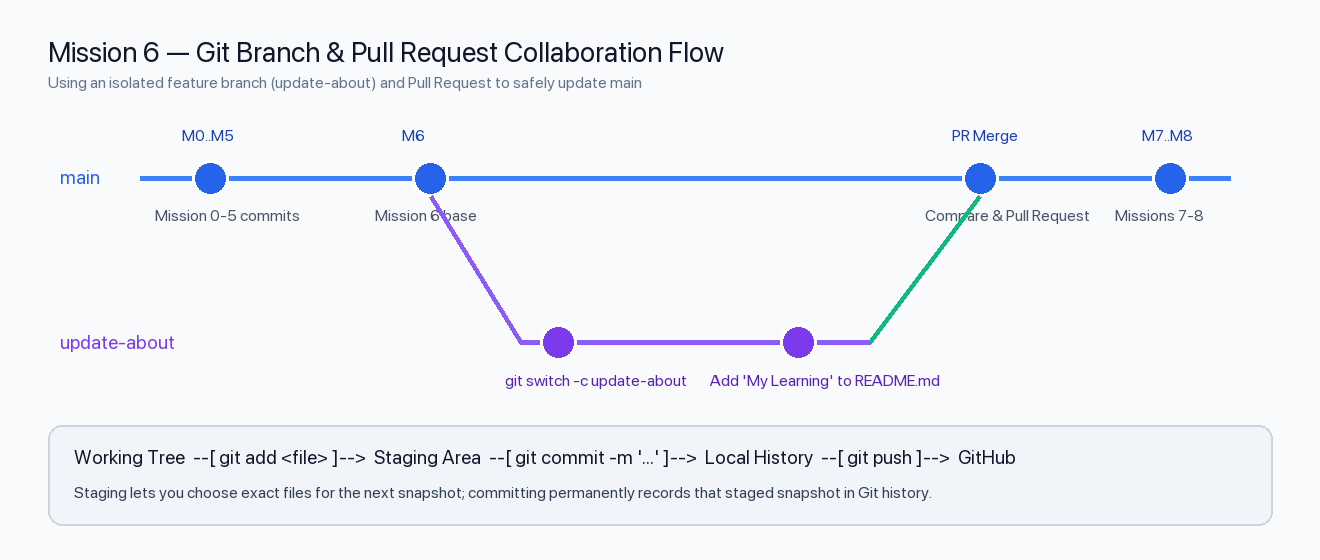 Mission 6 — Git Branch & Pull Request Collaboration Flow
Using an isolated feature branch (update-about) and Pull Request to safely update main
M0..M5
M6
PR Merge
M7..M8
main
Mission 0-5 commits
Mission 6 base
Compare & Pull Request
Missions 7-8
update-about
git switch -c update-about
Add 'My Learning' to README.md
Working Tree --[ git add <file> ]--> Staging Area --[ git commit -m '...' ]--> Local History --[ git push ]--> GitHub
Staging lets you choose exact files for the next snapshot; committing permanently records that staged snapshot in Git history.